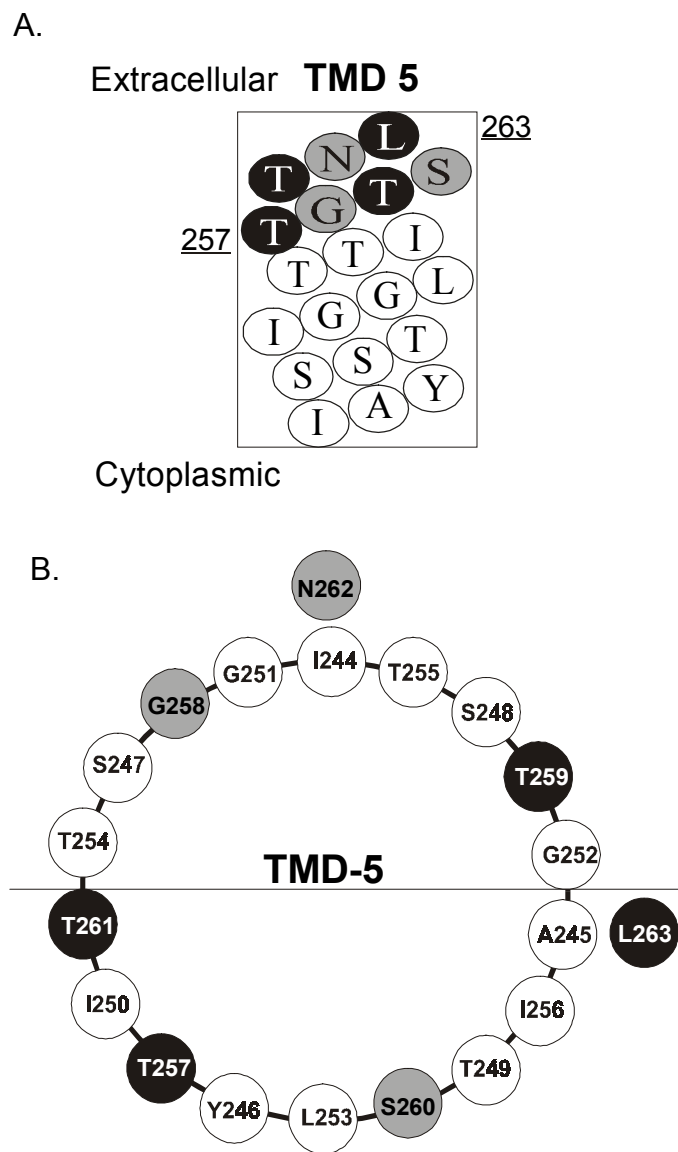 A.
Extracellular TMD 5
263
L
N
S
T
T
G
257
T
I
T
T
L
G
G
I
T
S
S
Y
A
I
Cytoplasmic
B.
N262
I244
G251
T255
G258
S248
S247
T259
T254
G252
TMD-5
T261
A245
L263
I250
I256
T257
T249
Y246
S260
L253